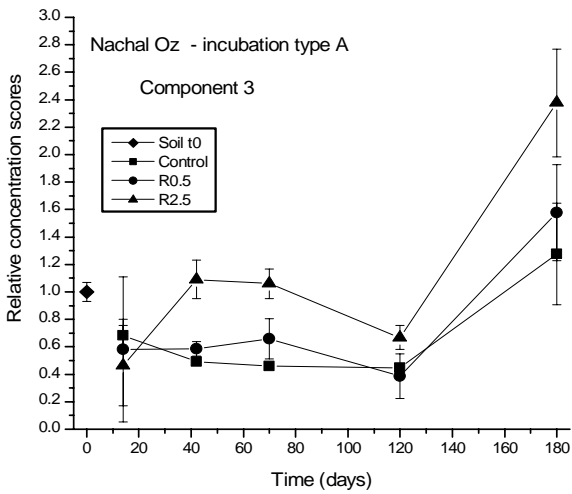 Nachal Oz - incubation type A
Component 3
Soil t0
Control
R0.5
R2.5
Relative concentration scores
3.0
2.8
2.6
2.4
2.2
2.0
1.8
1.6
1.4
1.2
1.0
0.8
0.6
0.4
0.2
0.0
0 20 40 60 80 100 120 140 160 180
Time (days)